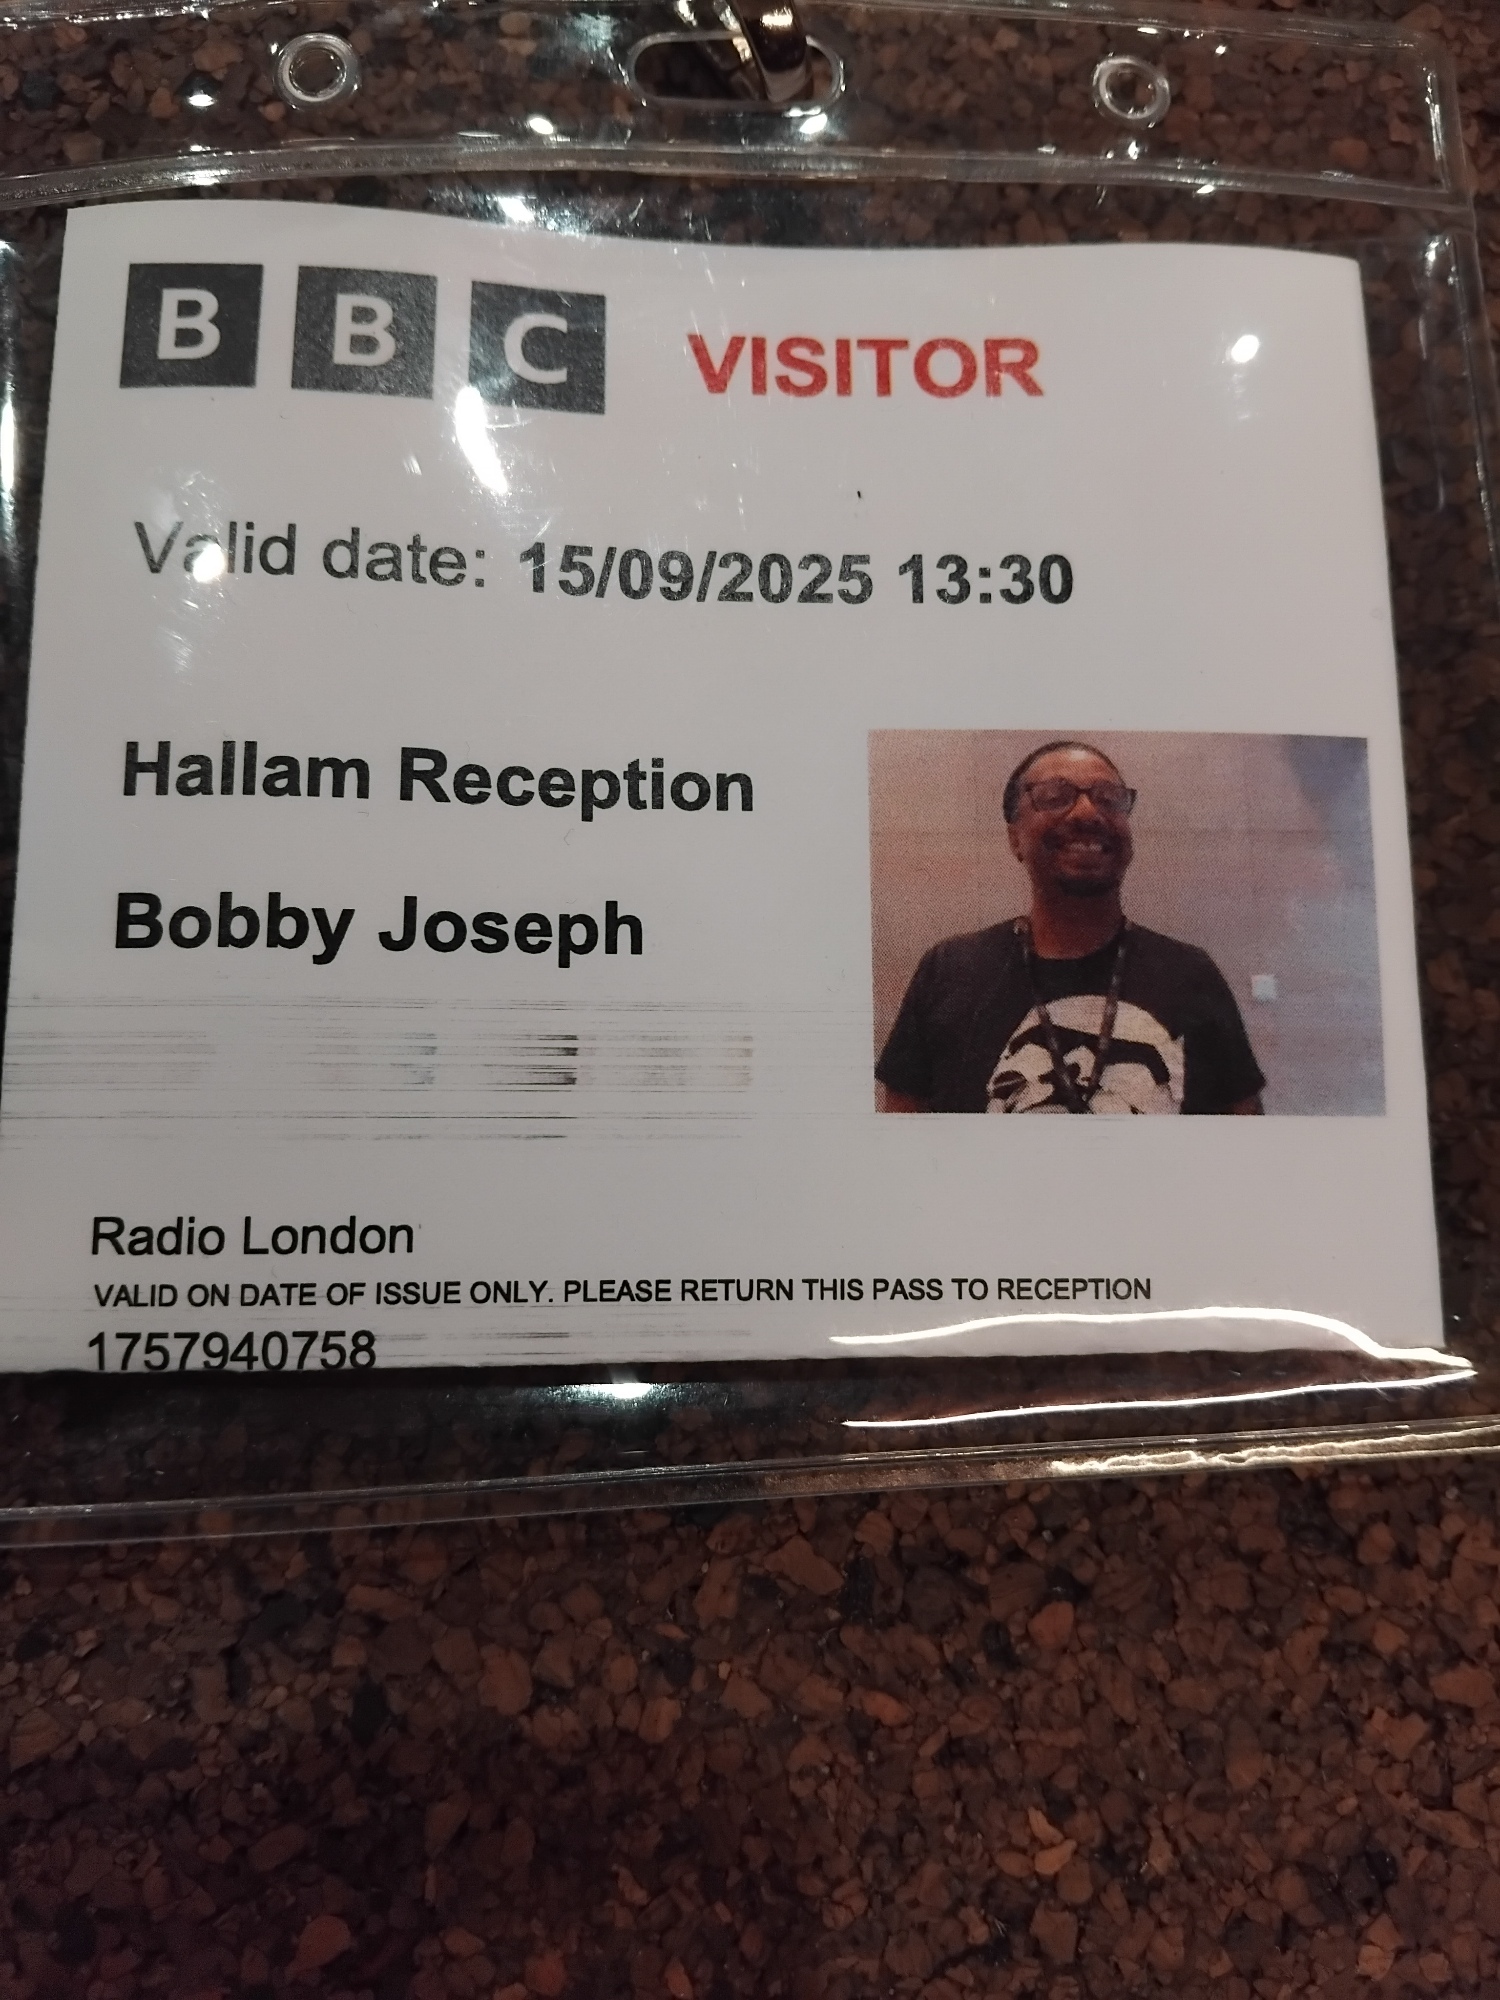 BBC VISITOR
Valid date: 15/09/2025 13:30
Hallam Reception
Bobby Joseph
Radio London
VALID ON DATE OF ISSUE ONLY. PLEASE RETURN THIS PASS TO RECEPTION
1757940758